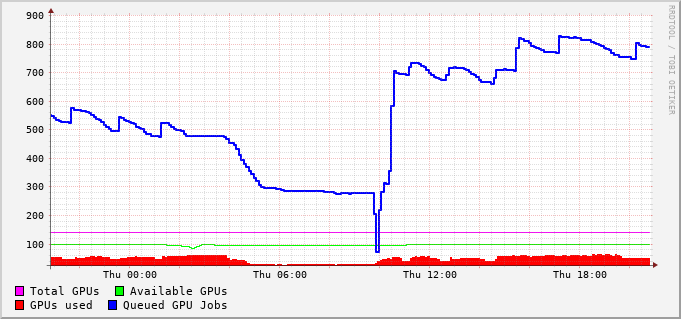 900
800
700
600
500
400
300
200
100
Thu 00:00 Thu 06:00 Thu 12:00 Thu 18:00
Total GPUs Available GPUs
GPUs used Queued GPU Jobs
RRDTOOL / TOBI OETIKER